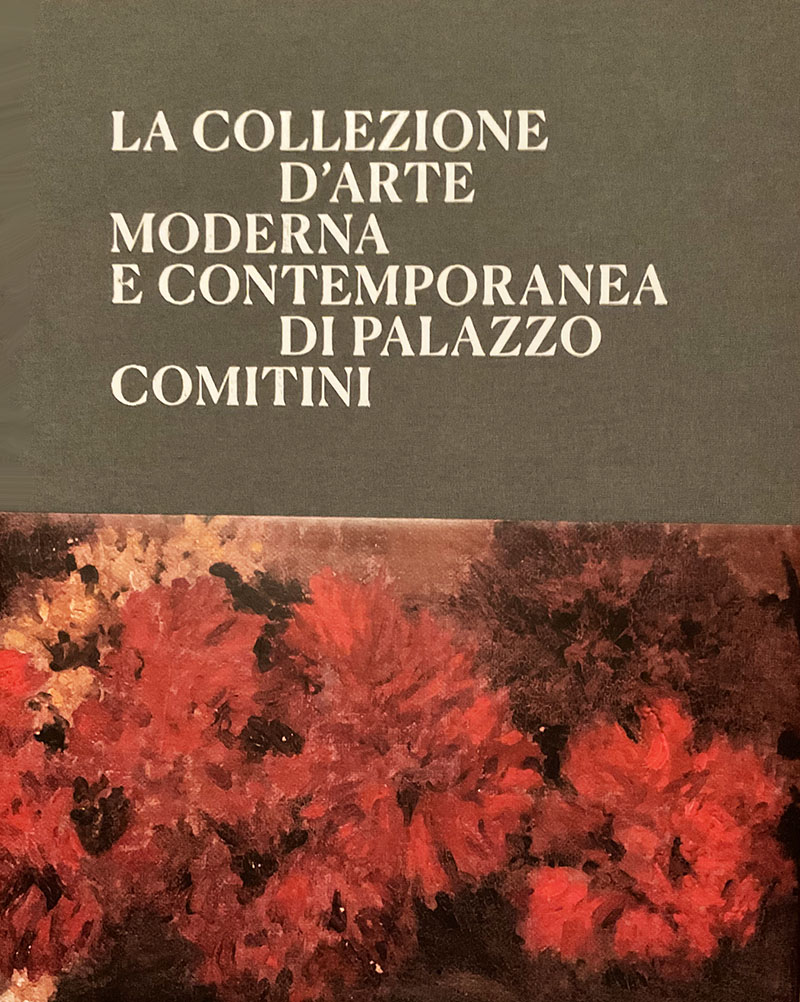 LA COLLEZIONE
D'ARTE
MODERNA
E CONTEMPORANEA
DI PALAZZO
COMITINI